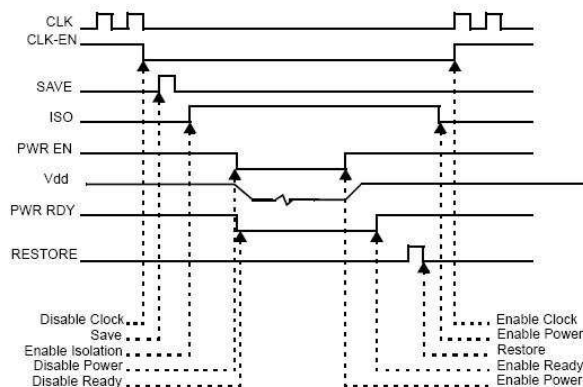 CLK
CLK-EN
SAVE
ISO
PWR EN
Vdd
PWR RDY
RESTORE
Disable Clock
Save
Enable Isolation
Disable Power
Disable Ready
Enable Clock
Enable Power
Restore
Enable Ready
Enable Power